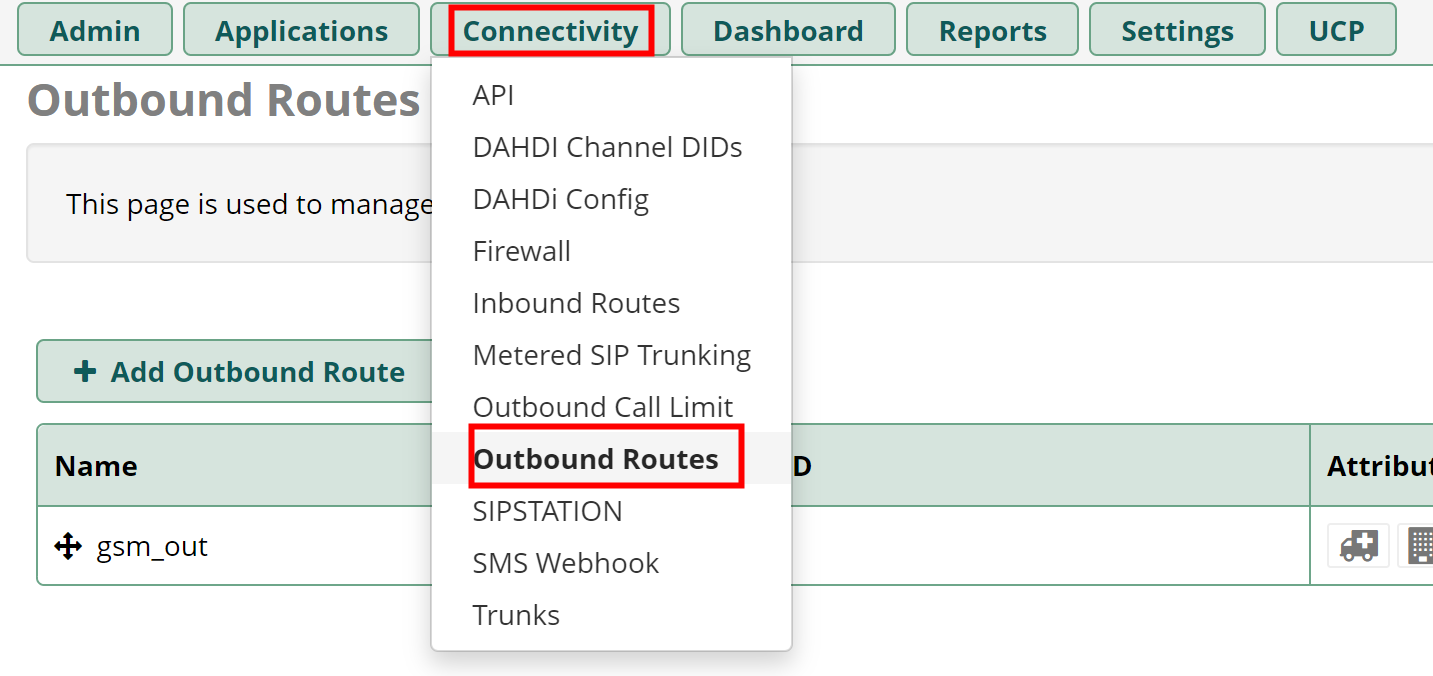 Admin Applications Connectivity Dashboard Reports Settings UCP
Outbound Routes
This page is used to manage
API
DAHDI Channel DIDs
DAHDi Config
Firewall
Inbound Routes
Metered SIP Trunking
Outbound Call Limit
Outbound Routes
SIPSTATION
SMS Webhook
Trunks
+ Add Outbound Route
Name D Attribut
gsm_out